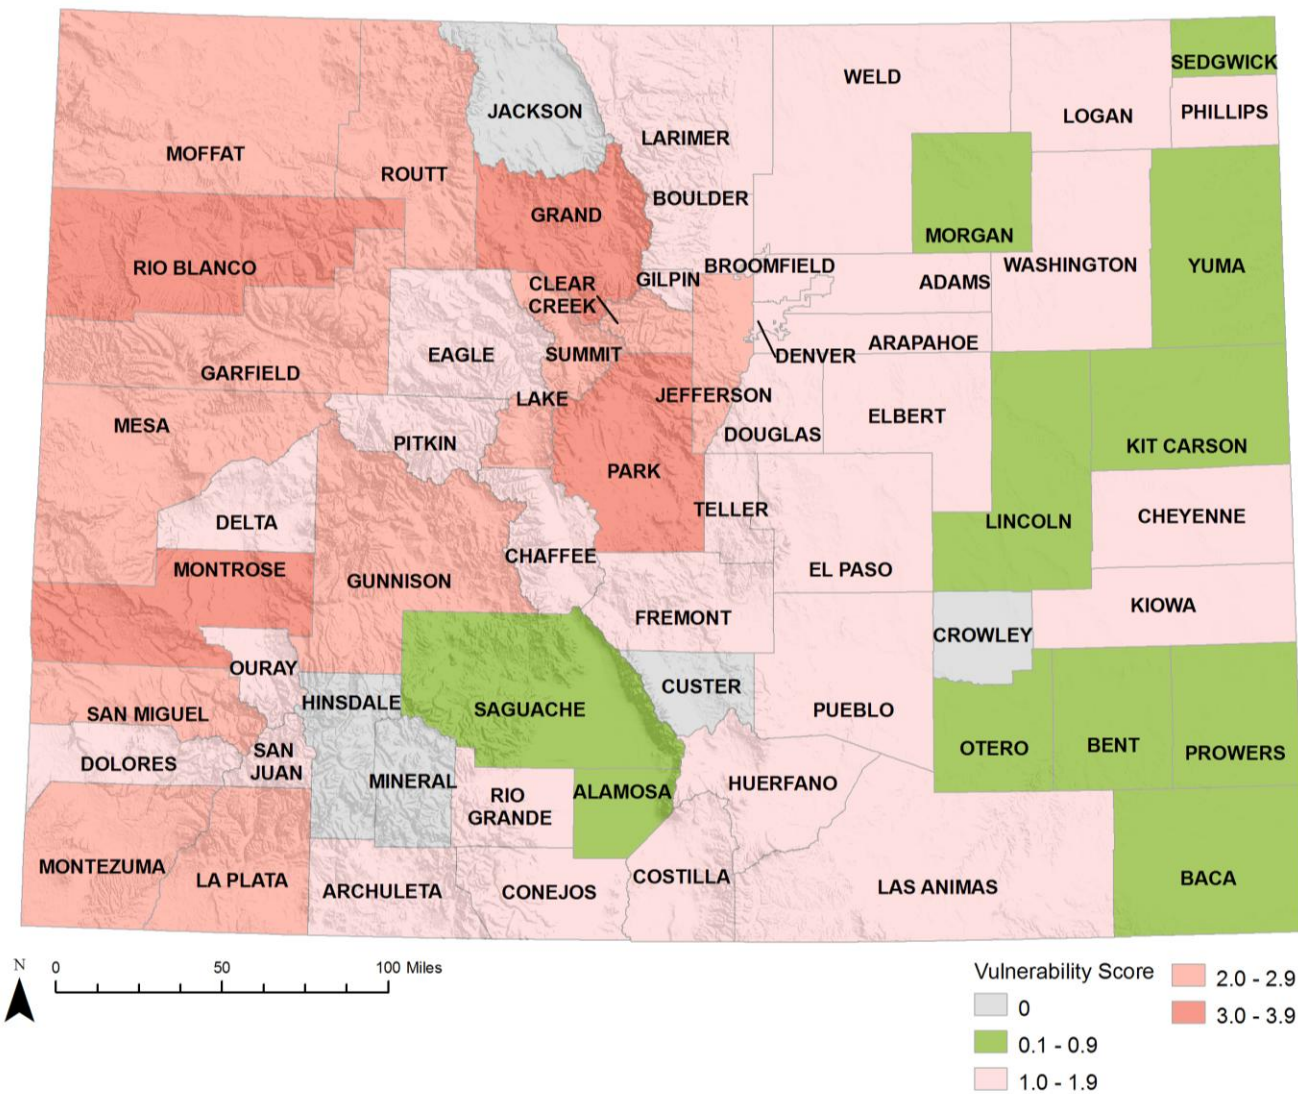 SEDGWICK
WELD
JACKSON
LOGAN
PHILLIPS
LARIMER
MOFFAT
ROUTT
BOULDER
GRAND
MORGAN
RIO BLANCO
CLEAR
CREEK
GILPIN
BROOMFIELD
ADAMS
WASHINGTON
YUMA
EAGLE
SUMMIT
DENVER
ARAPAHOE
GARFIELD
LAKE
JEFFERSON
MESA
PITKIN
DOUGLAS
ELBERT
KIT CARSON
PARK
DELTA
TELLER
LINCOLN
CHEYENNE
MONTROSE
GUNNISON
CHAFFEE
EL PASO
FREMONT
KIOWA
CROWLEY
OURAY
HINSDALE
CUSTER
SAN MIGUEL
SAGUACHE
PUEBLO
DOLORES
SAN
JUAN
OTERO
BENT
PROWERS
MINERAL
RIO
GRANDE
ALAMOSA
HUERFANO
MONTEZUMA
LA PLATA
ARCHULETA
CONEJOS
COSTILLA
LAS ANIMAS
BACA
N
0 50 100 Miles
Vulnerability Score
0
0.1 - 0.9
1.0 - 1.9
2.0 - 2.9
3.0 - 3.9